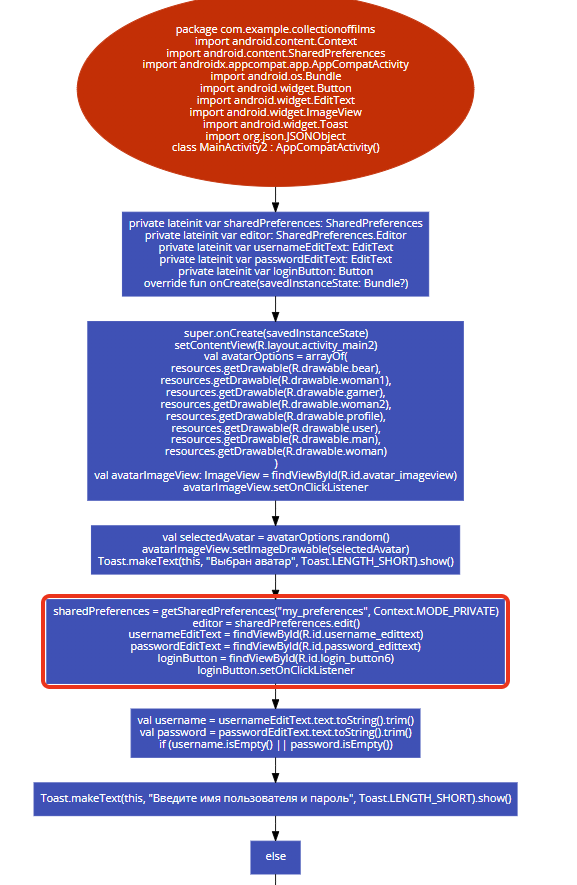 package com.example.collectionoffilms
import android.content.Context
import android.content.SharedPreferences
import androidx.appcompat.app.AppCompatActivity
import android.os.Bundle
import android.widget.Button
import android.widget.EditText
import android.widget.ImageView
import android.widget.Toast
import org.json.JSONObject
class MainActivity2 : AppCompatActivity()
private lateinit var sharedPreferences: SharedPreferences
private lateinit var editor: SharedPreferences.Editor
private lateinit var usernameEditText: EditText
private lateinit var passwordEditText: EditText
private lateinit var loginButton: Button
override fun onCreate(savedInstanceState: Bundle?)
super.onCreate(savedInstanceState)
setContentView(R.layout.activity_main2)
val avatarOptions = arrayOf(
resources.getDrawable(R.drawable.bear),
resources.getDrawable(R.drawable.woman1),
resources.getDrawable(R.drawable.gamer),
resources.getDrawable(R.drawable.woman2),
resources.getDrawable(R.drawable.profile),
resources.getDrawable(R.drawable.user),
resources.getDrawable(R.drawable.man),
resources.getDrawable(R.drawable.woman)
)
val avatarImageView: ImageView = findViewById(R.id.avatar_imageview)
avatarImageView.setOnClickListener
val selectedAvatar = avatarOptions.random()
avatarImageView.setImageDrawable(selectedAvatar)
Toast.makeText(this, "Выбран аватар", Toast.LENGTH_SHORT).show()
sharedPreferences = getSharedPreferences("my_preferences", Context.MODE_PRIVATE)
editor = sharedPreferences.edit()
usernameEditText = findViewById(R.id.username_edittext)
passwordEditText = findViewById(R.id.password_edittext)
loginButton = findViewById(R.id.login_button6)
loginButton.setOnClickListener
val username = usernameEditText.text.toString().trim()
val password = passwordEditText.text.toString().trim()
if (username.isEmpty() || password.isEmpty())
Toast.makeText(this, "Введите имя пользователя и пароль", Toast.LENGTH_SHORT).show()
else